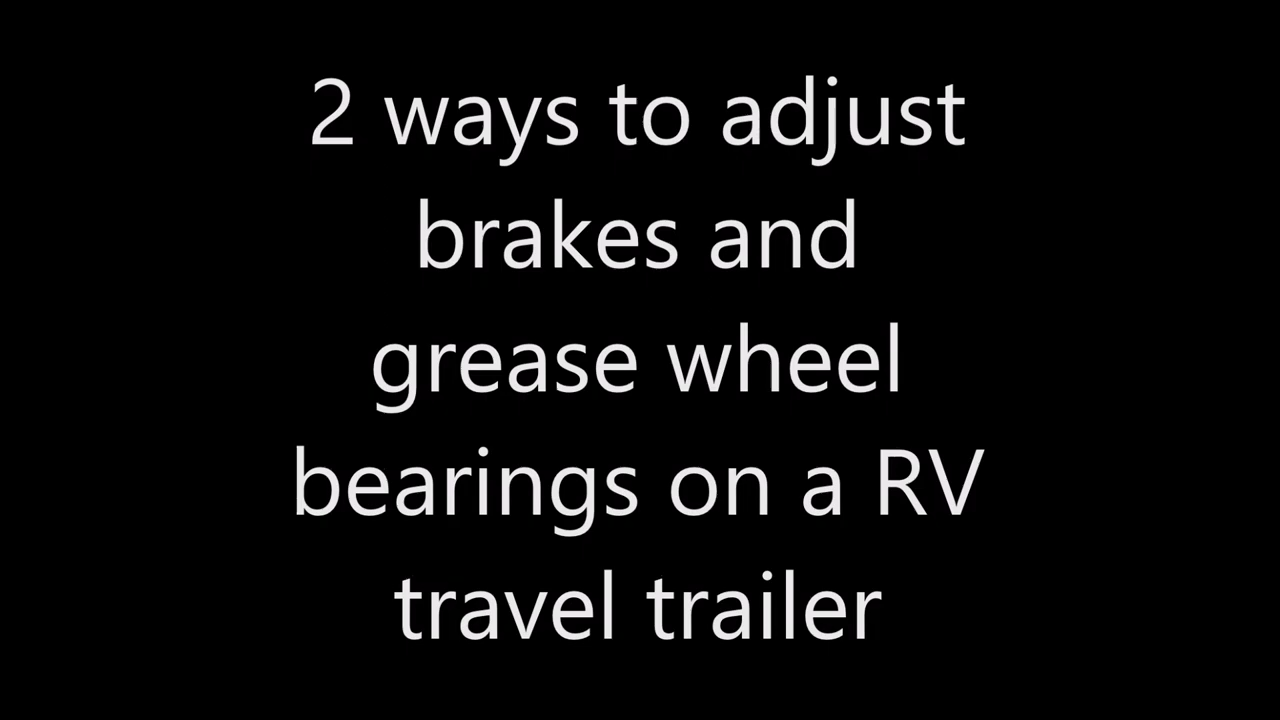 2 ways to adjust
brakes and
grease wheel
bearings on a RV
travel trailer